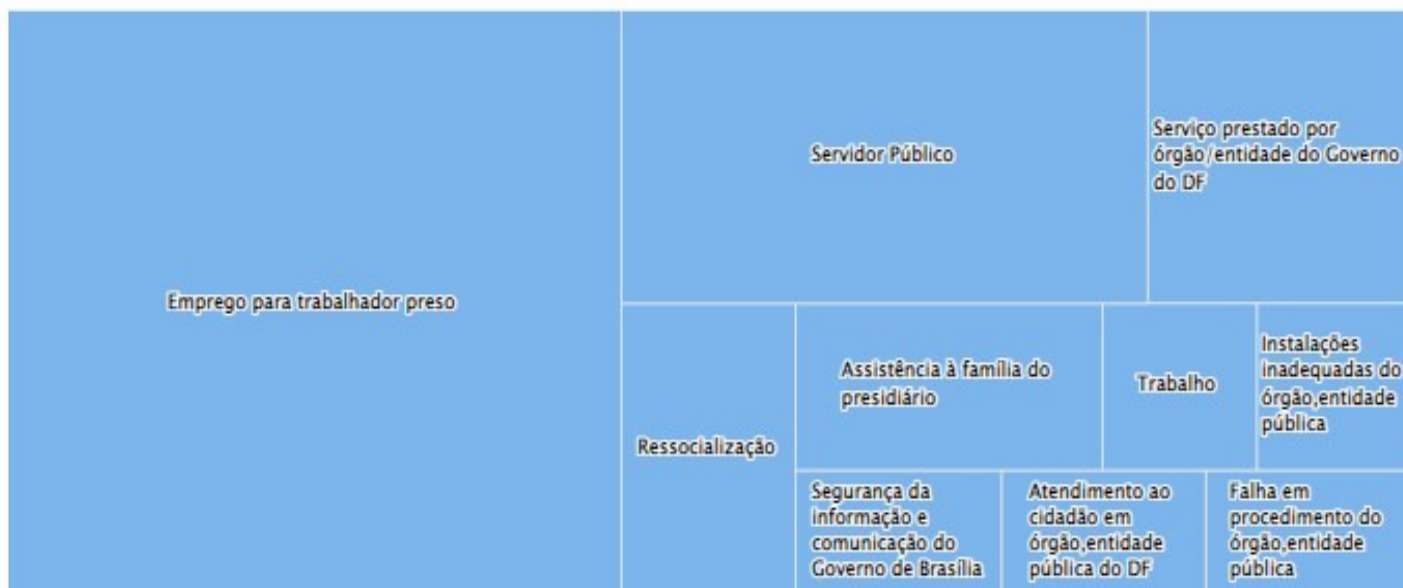 Emprego para trabalhador preso
Servidor Público
Serviço prestado por
órgão/entidade do Governo
do DF
Ressocialização
Assistência à família do
presidiário
Trabalho
Instalações
inadequadas do
órgão,entidade
pública
Segurança da
informação e
comunicação do
Governo de Brasília
Atendimento ao
cidadão em
órgão,entidade
pública do DF
Falha em
procedimento do
órgão,entidade
pública